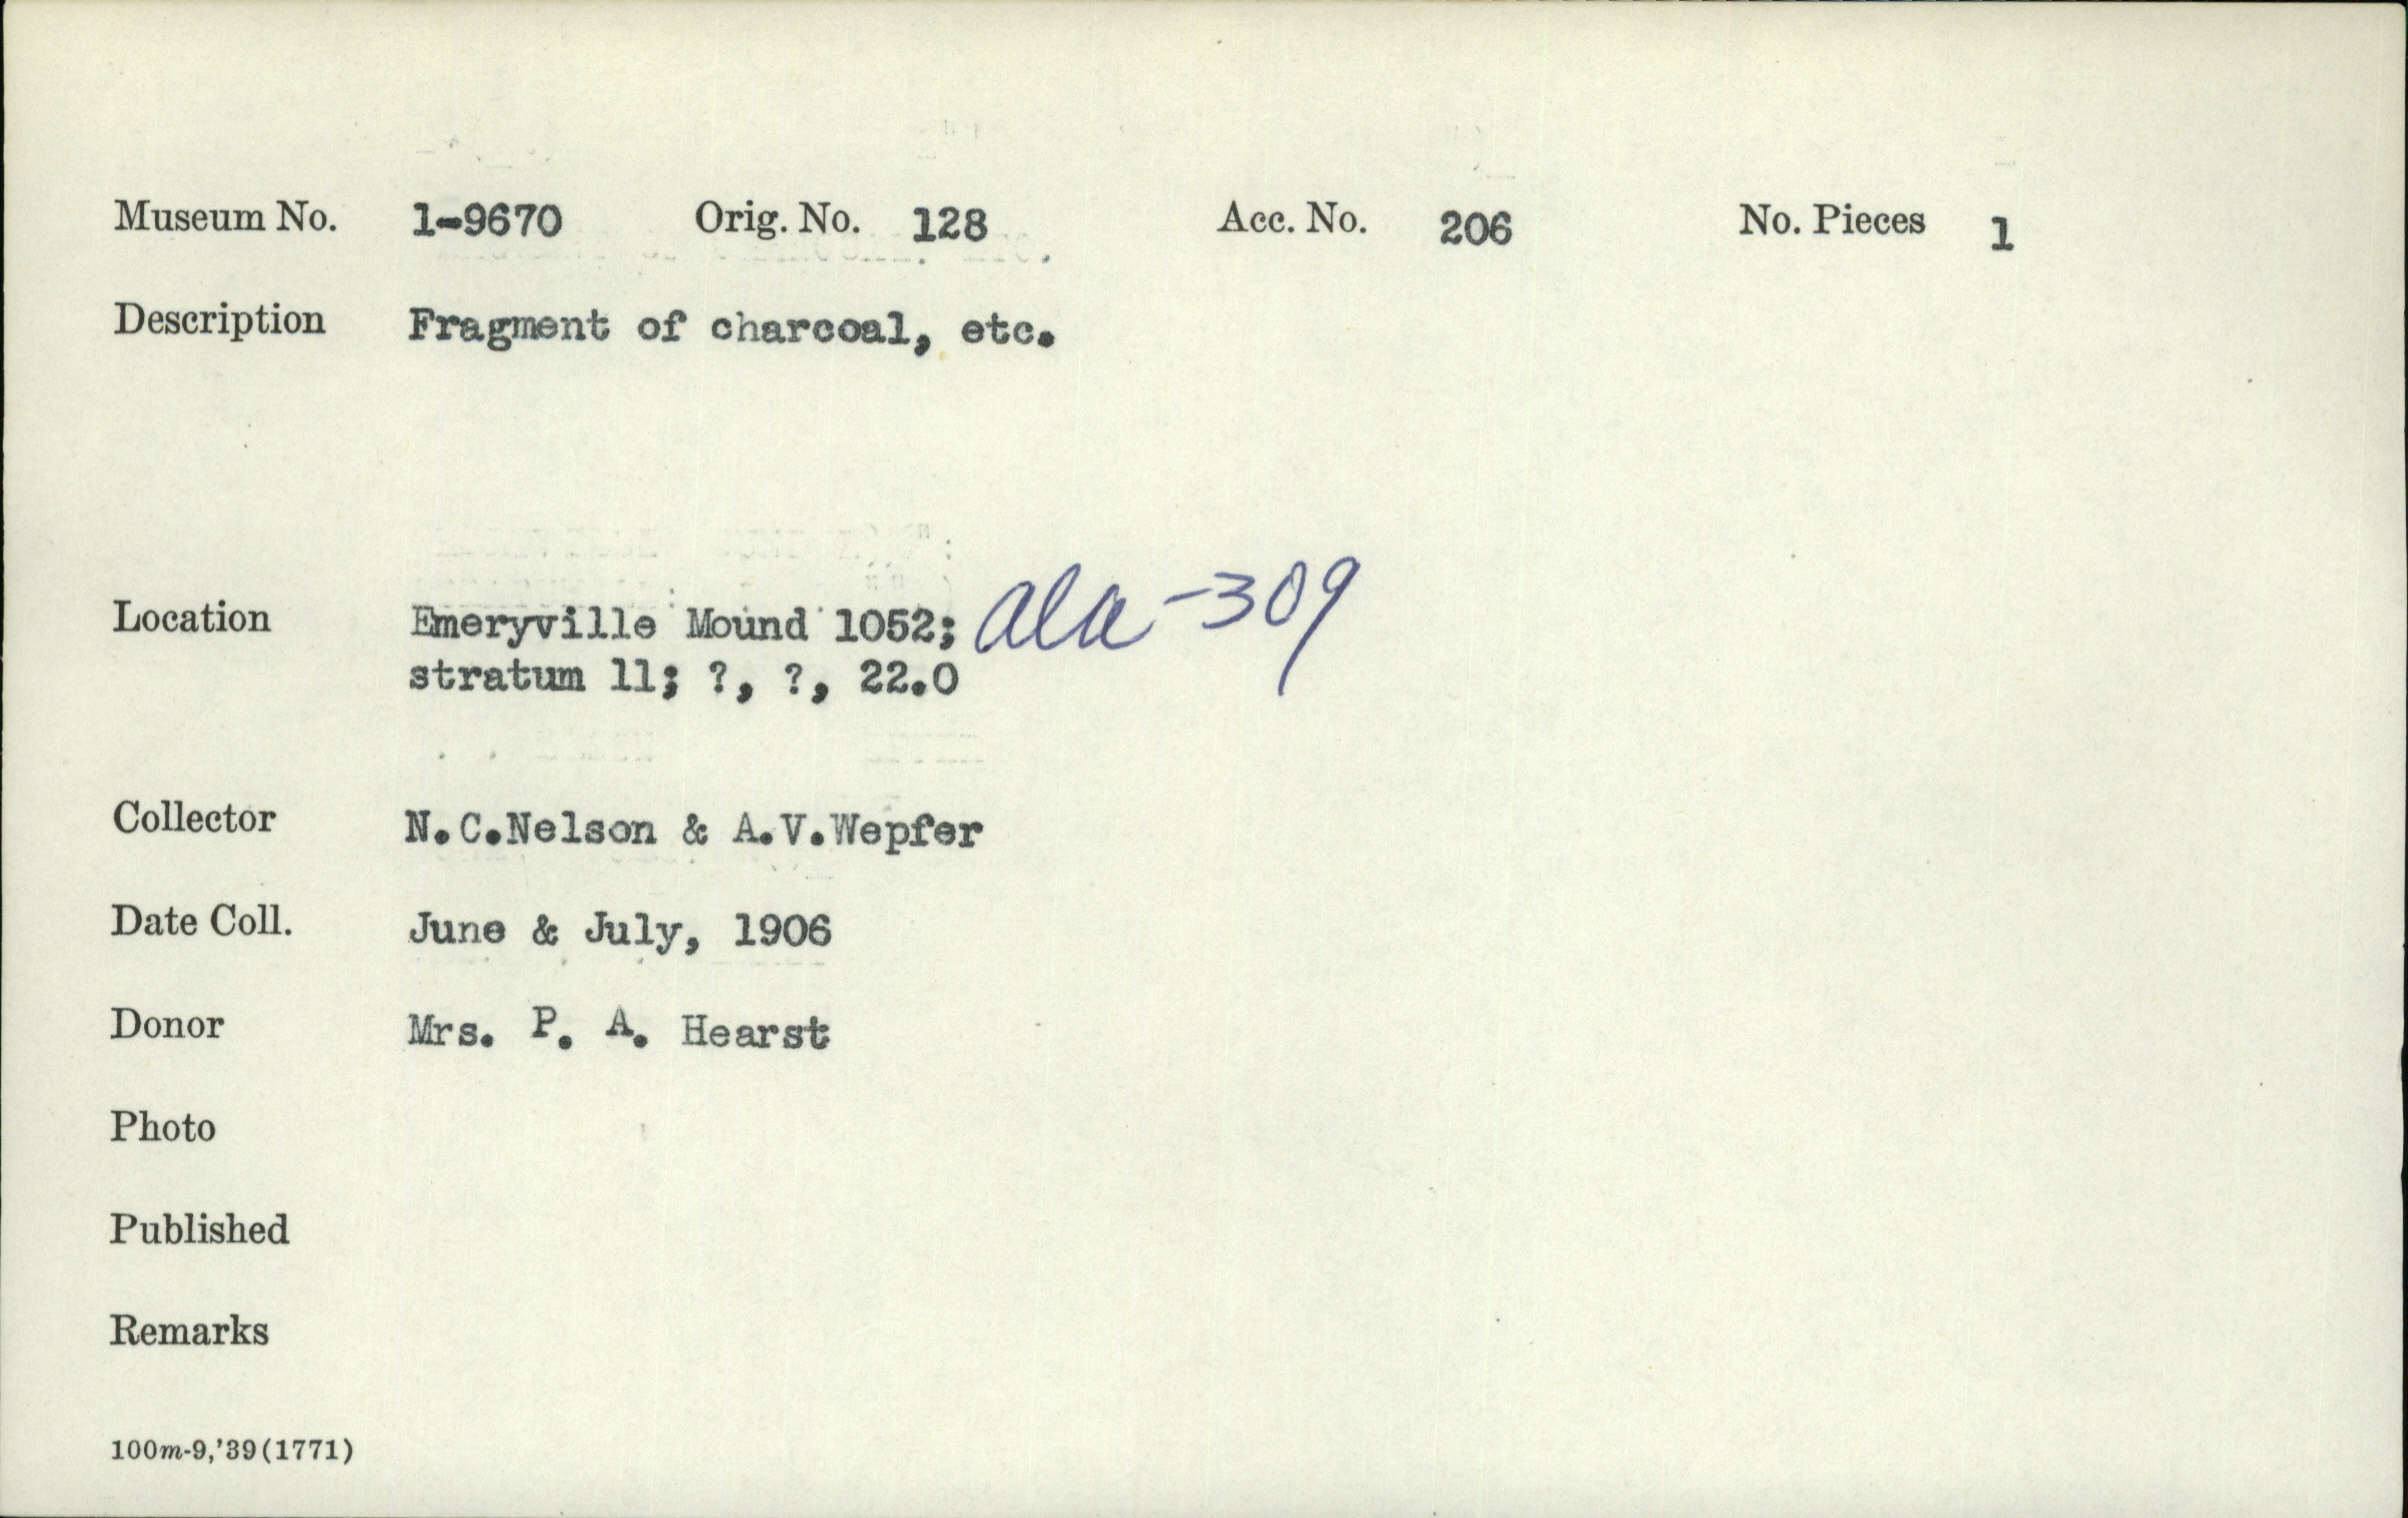 Museum No. 1-9670 Orig. No. 128 Acc. No. 206 No. Pieces 1
Description Fragment of charcoal, etc.
Location Emeryville Mound 1052; Ala-309
stratum 11; ?, ?, 22.0
Collector N.C.Nelson & A.V.Wepfer
Date Coll. June & July, 1906
Donor Mrs. P. A. Hearst
Photo
Published
Remarks
100m-9,'39(1771)